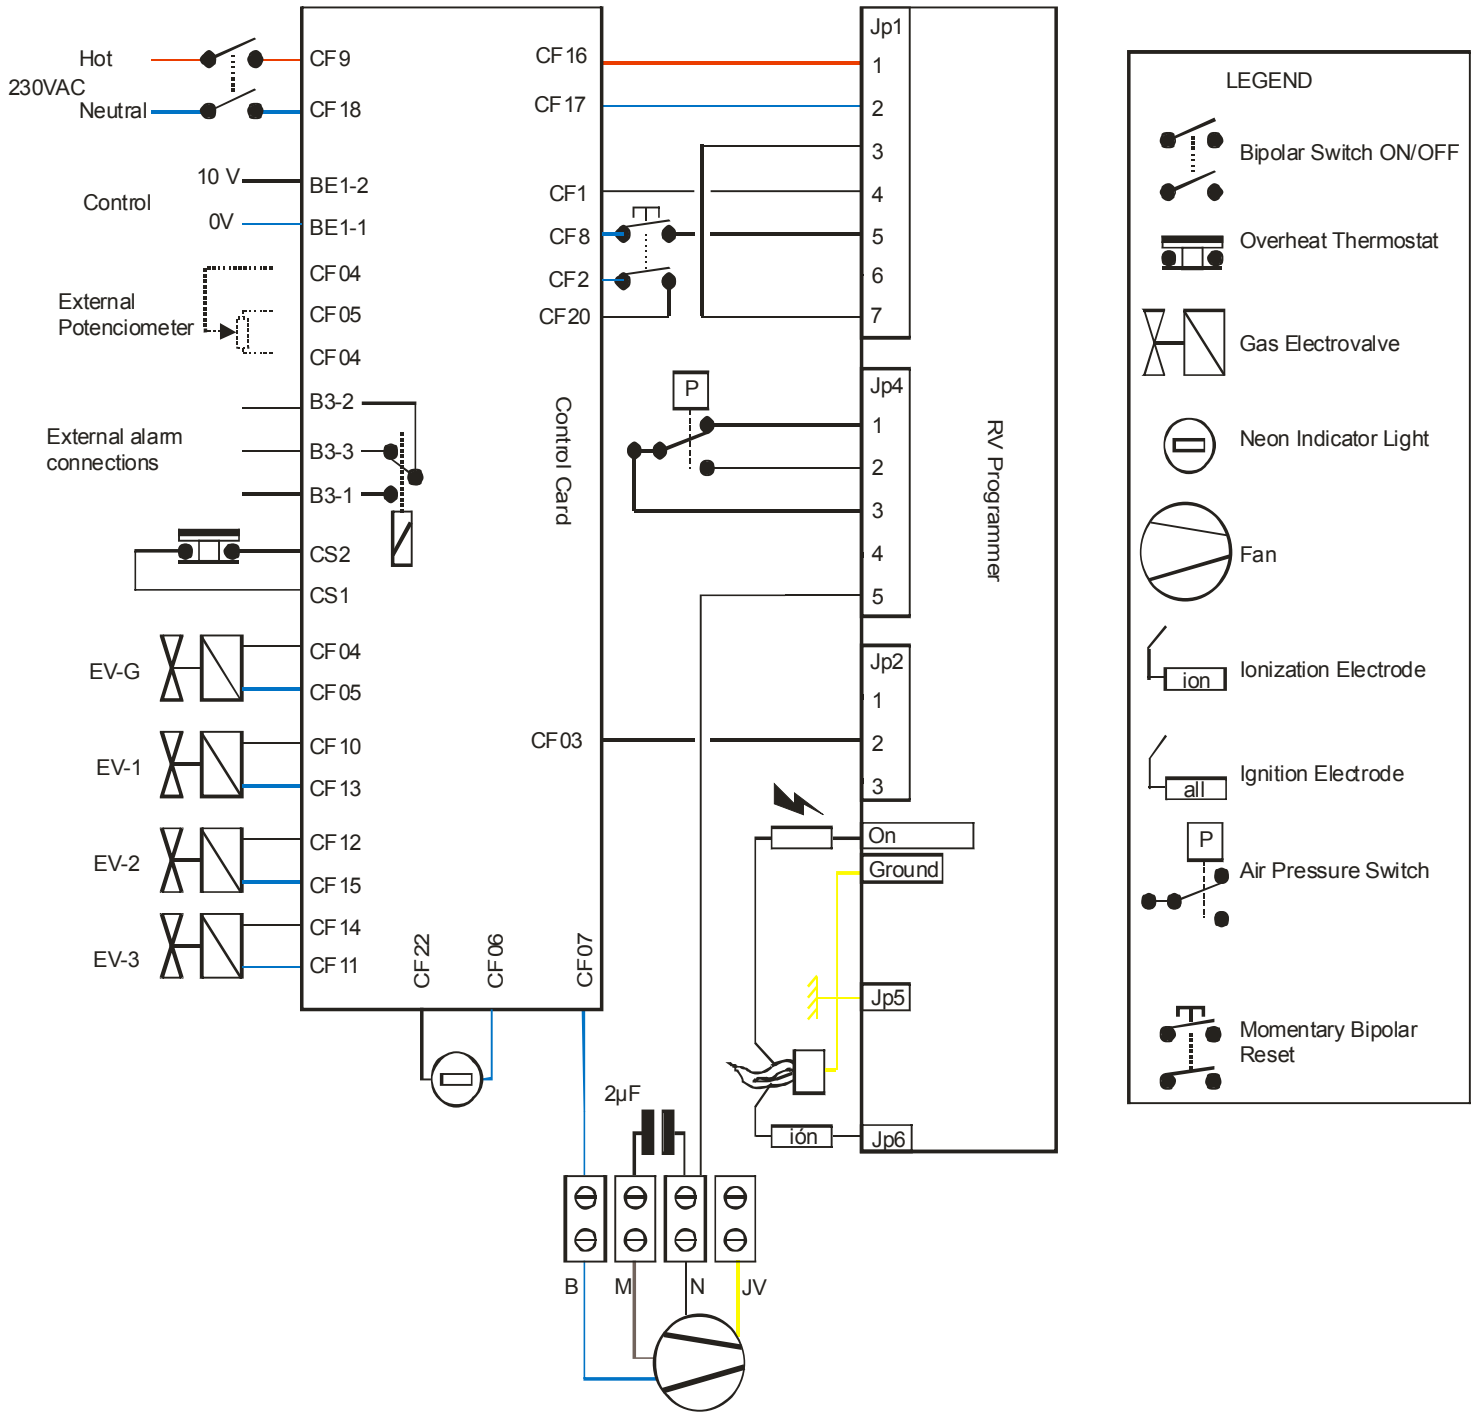 Hot
230VAC
Neutral
CF9
CF18
10 V
Control
0V
BE1-2
BE1-1
External
Potenciometer
CF04
CF05
CF04
External alarm
connections
B3-2
B3-3
B3-1
CS2
CS1
EV-G
CF04
CF05
EV-1
CF10
CF13
EV-2
CF12
CF15
EV-3
CF14
CF11
CF22
CF06
CF07
Control Card
CF16
CF17
CF1
CF8
CF2
CF20
CF03
P
Jp1
1
2
3
4
5
6
7
Jp4
1
2
3
4
5
Jp2
1
2
3
On
Ground
Jp5
Jp6
ión
RV Programmer
2µF
B
M
N
JV
LEGEND
Bipolar Switch ON/OFF
Overheat Thermostat
Gas Electrovalve
Neon Indicator Light
Fan
ion
Ionization Electrode
all
Ignition Electrode
P
Air Pressure Switch
Momentary Bipolar
Reset